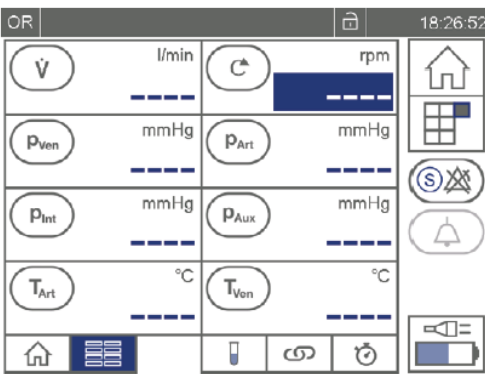 OR 18:26:52
V̇ l/min rpm
---- ----
pVen mmHg pArt mmHg
---- ----
pInt mmHg pAux mmHg
---- ----
TArt °C TVen °C
---- ----
S